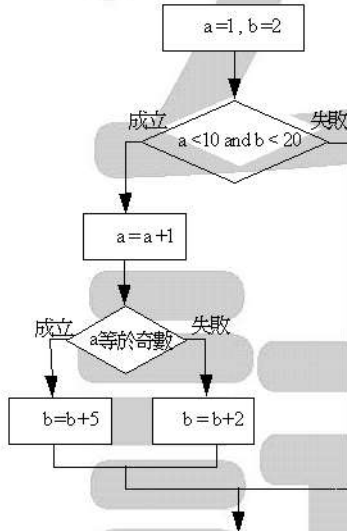 a=1, b=2
成立
失敗
a <10 and b < 20
a=a+1
成立
失敗
a等於奇數
b=b+5
b=b+2